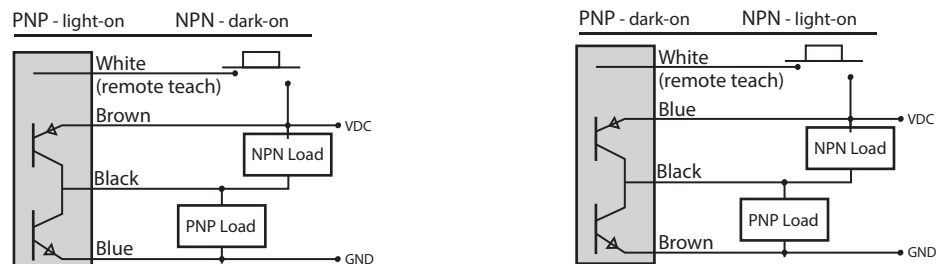 PNP - light-on NPN - dark-on
White
(remote teach)
Brown
VDC
NPN Load
Black
PNP Load
Blue
GND
PNP - dark-on NPN - light-on
White
(remote teach)
Blue
VDC
NPN Load
Black
PNP Load
Brown
GND